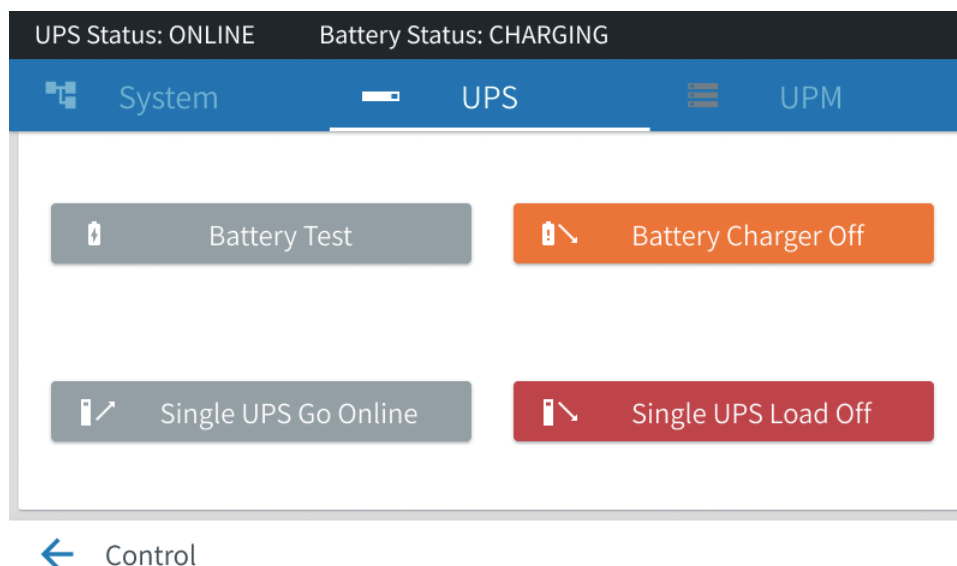 UPS Status: ONLINE Battery Status: CHARGING
System UPS UPM
Battery Test Battery Charger Off
Single UPS Go Online Single UPS Load Off
Control